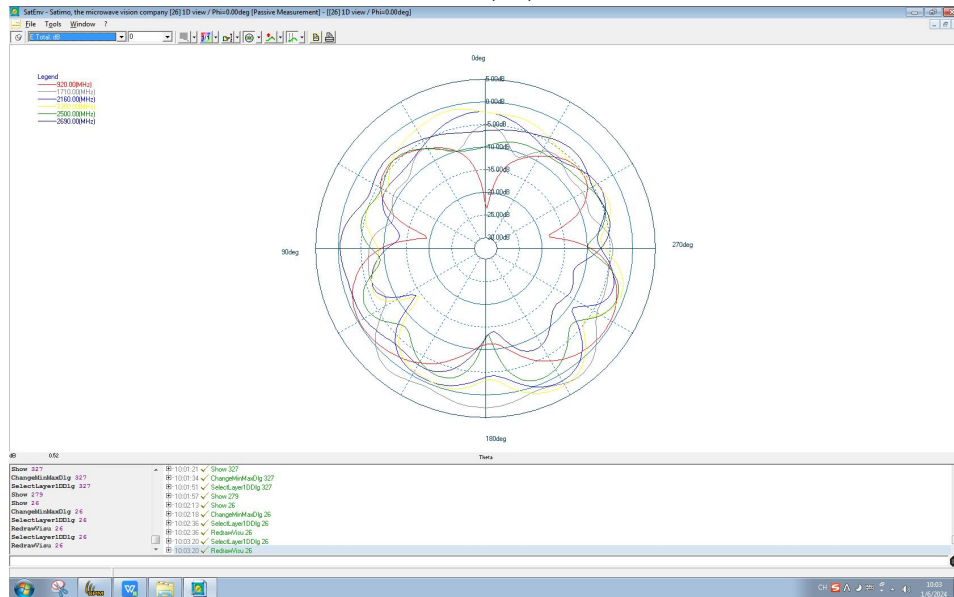 SatEnv - Satimo, the microwave vision company [26] 1D view / Phi=0.00deg [Passive Measurement] - [[26] 1D view / Phi=0.00deg]
File Tools Window ?
E Total: dB 0
0deg
Legend
920.00(MHz)
1710.00(MHz)
2160.00(MHz)
2500.00(MHz)
2690.00(MHz)
5.00dB
0.00dB
-5.00dB
-10.00dB
-15.00dB
-20.00dB
-25.00dB
-30.00dB
90deg
270deg
180deg
dB 0.52 Theta
Show 327
ChangeMinMaxDlg 327
SelectLayer1DDlg 327
Show 279
Show 26
ChangeMinMaxDlg 26
SelectLayer1DDlg 26
RedrawVisu 26
SelectLayer1DDlg 26
RedrawVisu 26
10:01:21 Show 327
10:01:34 ChangeMinMaxDlg 327
10:01:51 SelectLayer1DDlg 327
10:01:57 Show 279
10:02:13 Show 26
10:02:18 ChangeMinMaxDlg 26
10:02:36 SelectLayer1DDlg 26
10:02:36 RedrawVisu 26
10:03:20 SelectLayer1DDlg 26
10:03:20 RedrawVisu 26
CH
10:03
1/6/2024